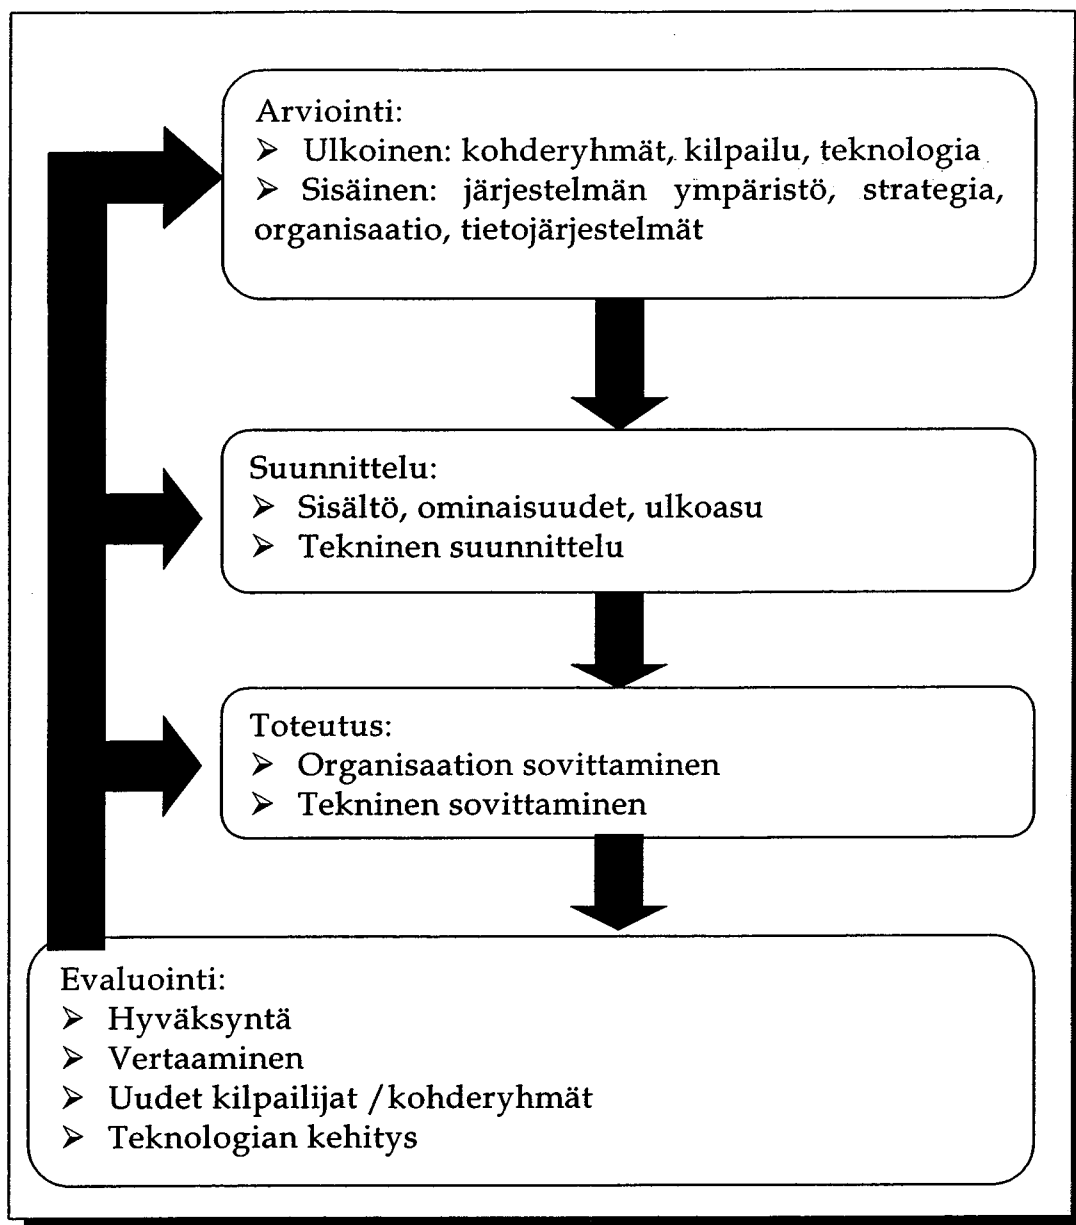 Arviointi:
➢ Ulkoinen: kohderyhmät, kilpailu, teknologia
➢ Sisäinen: järjestelmän ympäristö, strategia,
organisaatio, tietojärjestelmät
Suunnittelu:
➢ Sisältö, ominaisuudet, ulkoasu
➢ Tekninen suunnittelu
Toteutus:
➢ Organisaation sovittaminen
➢ Tekninen sovittaminen
Evaluointi:
➢ Hyväksyntä
➢ Vertaaminen
➢ Uudet kilpailijat /kohderyhmät
➢ Teknologian kehitys